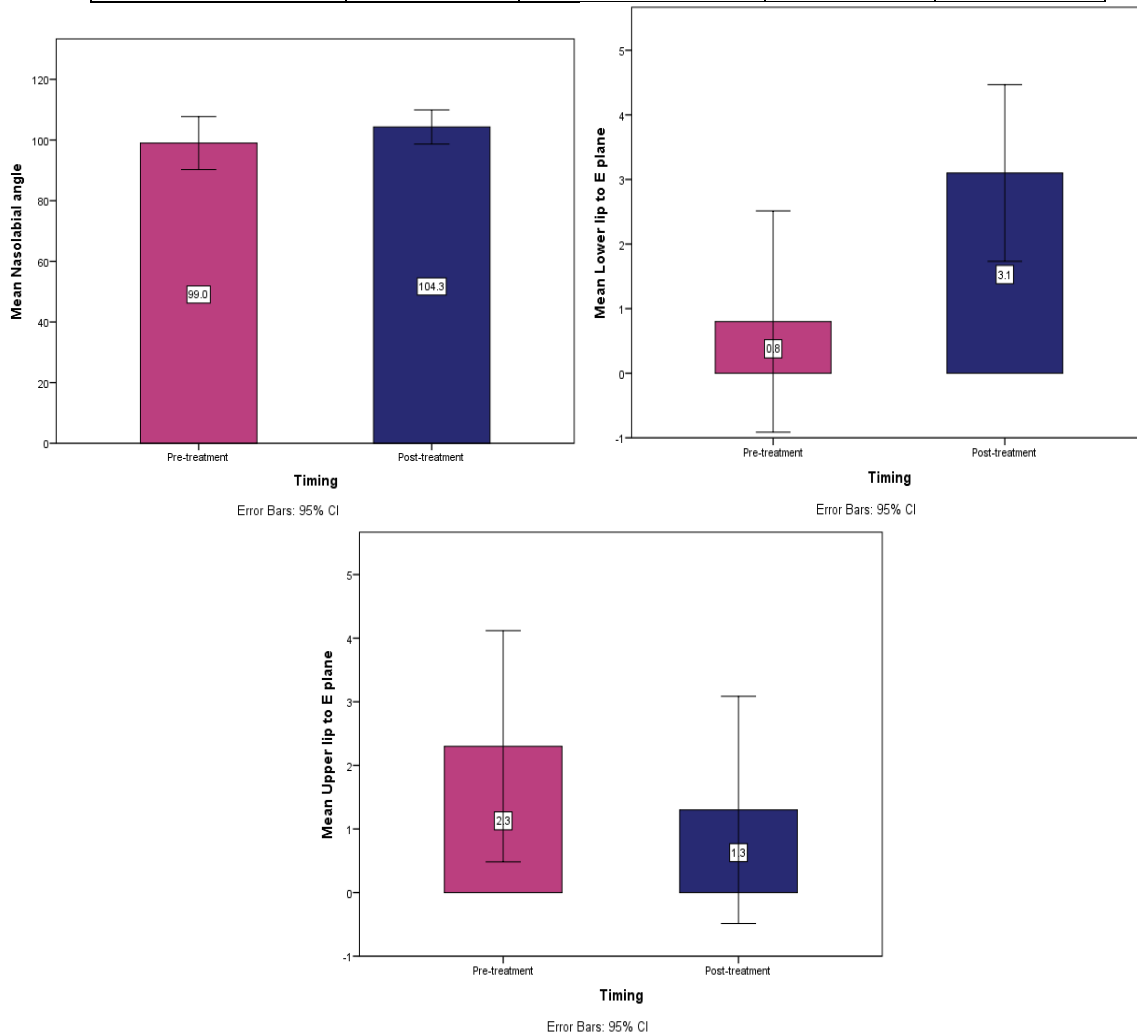 120
100
80
60
40
20
0
Mean Nasolabial angle
99.0
104.3
Pre-treatment
Post-treatment
Timing
Error Bars: 95% CI
5
4
3
2
1
0
-1
Mean Lower lip to E plane
0.8
3.1
Pre-treatment
Post-treatment
Timing
Error Bars: 95% CI
5
4
3
2
1
0
-1
Mean Upper lip to E plane
2.3
1.3
Pre-treatment
Post-treatment
Timing
Error Bars: 95% CI